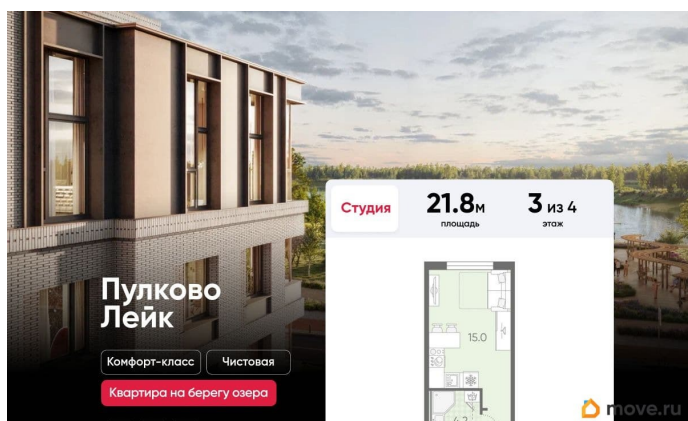 Студия
21.8м
площадь
3 из 4
этаж
Пулково
Лейк
15.0
Комфорт-класс
Чистовая
Квартира на берегу озера
move.ru